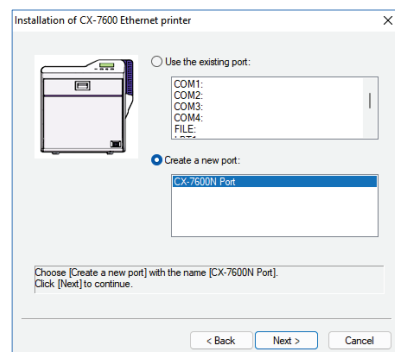 Installation of CX-7600 Ethernet printer
Use the existing port:
COM1:
COM2:
COM3:
COM4:
FILE:
Create a new port:
CX-7600N Port
Choose [Create a new port] with the name [CX-7600N Port].
Click [Next] to continue.
< Back
Next >
Cancel